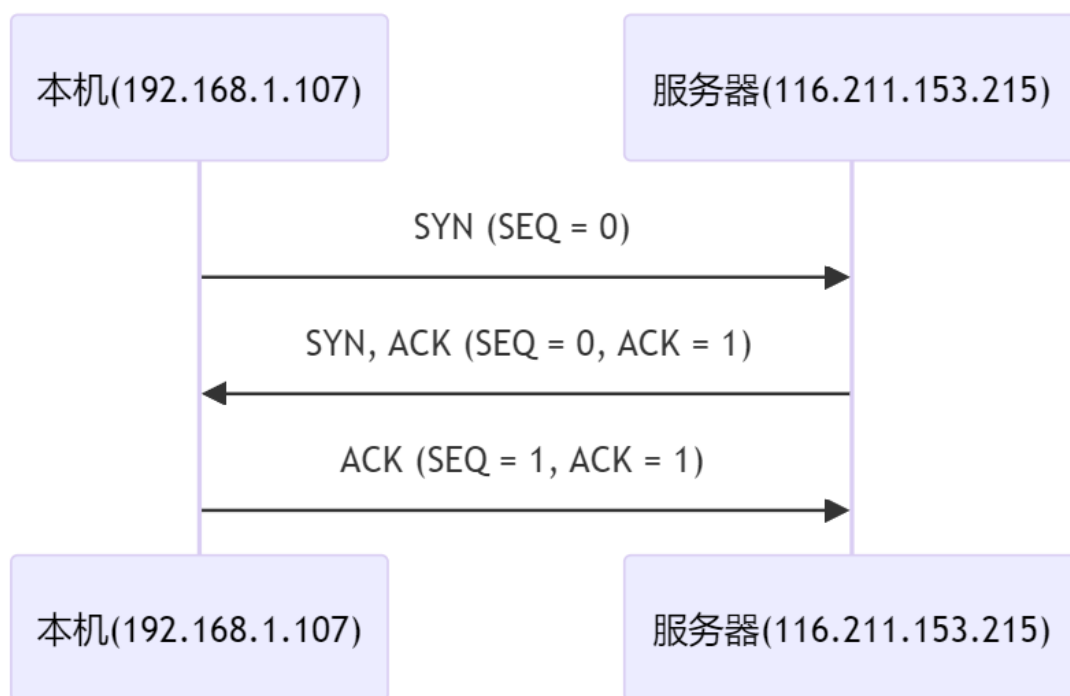 本机(192.168.1.107)
服务器(116.211.153.215)
SYN (SEQ = 0)
SYN, ACK (SEQ = 0, ACK = 1)
ACK (SEQ = 1, ACK = 1)
本机(192.168.1.107)
服务器(116.211.153.215)